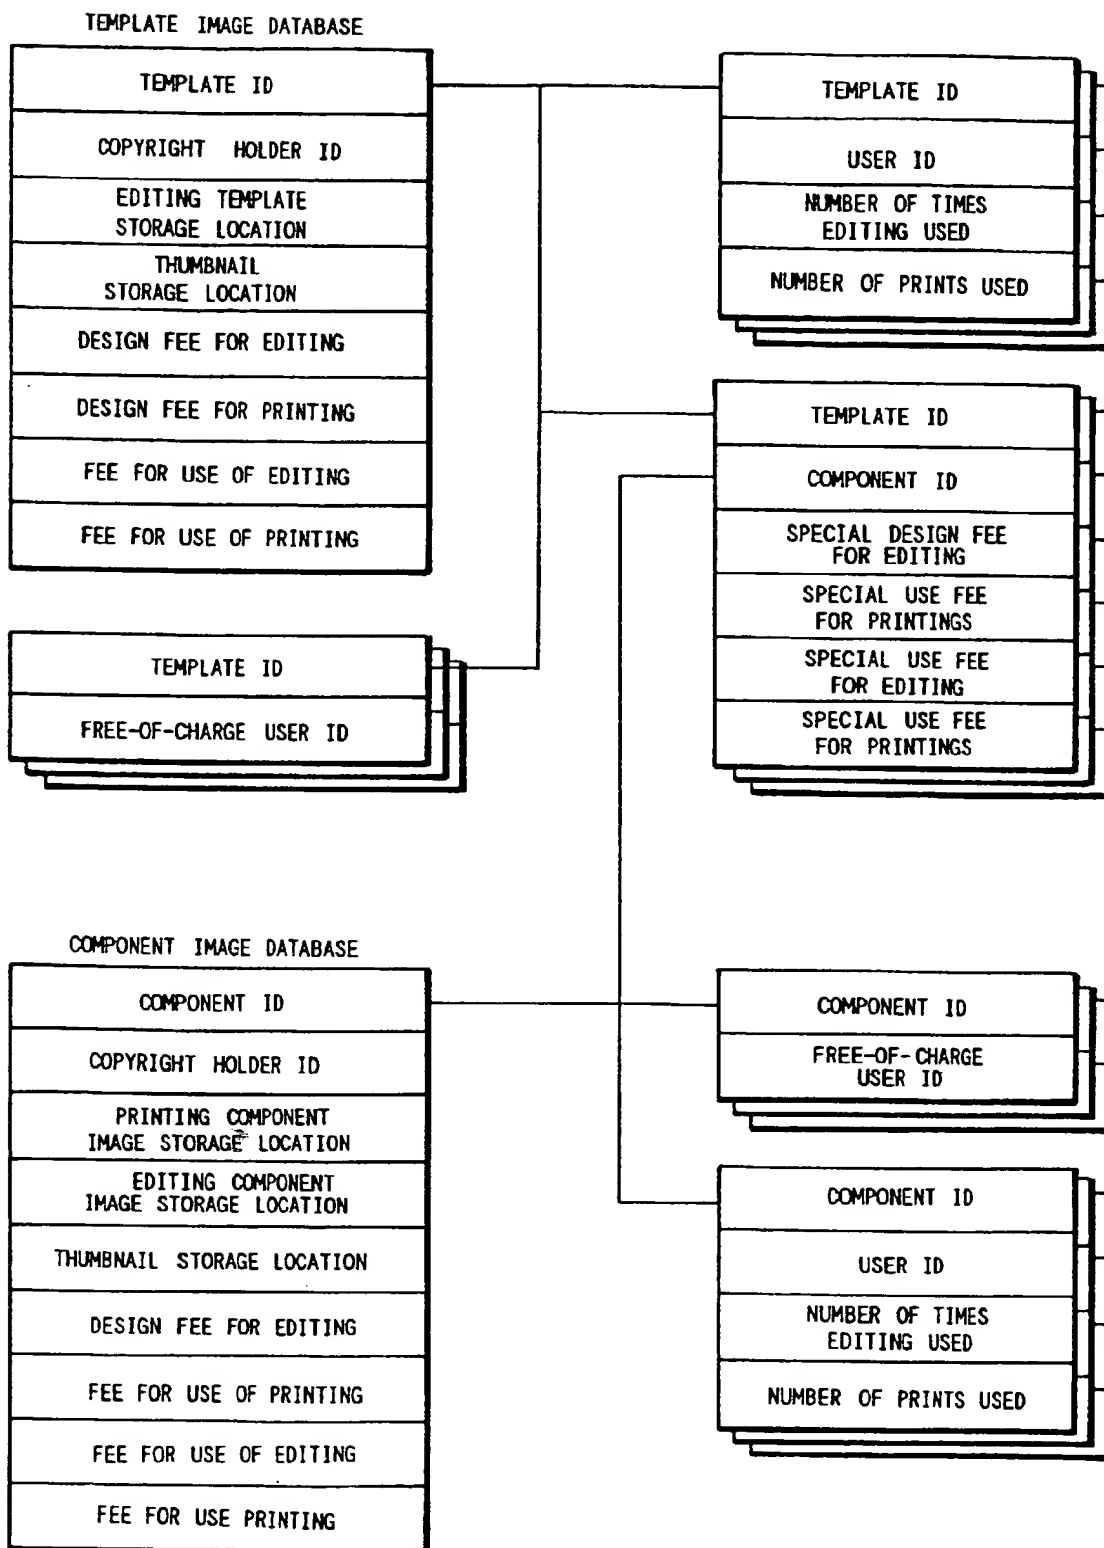 TEMPLATE IMAGE DATABASE
TEMPLATE ID
COPYRIGHT HOLDER ID
EDITING TEMPLATE
STORAGE LOCATION
THUMBNAIL
STORAGE LOCATION
DESIGN FEE FOR EDITING
DESIGN FEE FOR PRINTING
FEE FOR USE OF EDITING
FEE FOR USE OF PRINTING
TEMPLATE ID
FREE-OF-CHARGE USER ID
TEMPLATE ID
USER ID
NUMBER OF TIMES
EDITING USED
NUMBER OF PRINTS USED
TEMPLATE ID
COMPONENT ID
SPECIAL DESIGN FEE
FOR EDITING
SPECIAL USE FEE
FOR PRINTINGS
SPECIAL USE FEE
FOR EDITING
SPECIAL USE FEE
FOR PRINTINGS
COMPONENT IMAGE DATABASE
COMPONENT ID
COPYRIGHT HOLDER ID
PRINTING COMPONENT
IMAGE STORAGE LOCATION
EDITING COMPONENT
IMAGE STORAGE LOCATION
THUMBNAIL STORAGE LOCATION
DESIGN FEE FOR EDITING
FEE FOR USE OF PRINTING
FEE FOR USE OF EDITING
FEE FOR USE PRINTING
COMPONENT ID
FREE-OF-CHARGE
USER ID
COMPONENT ID
USER ID
NUMBER OF TIMES
EDITING USED
NUMBER OF PRINTS USED